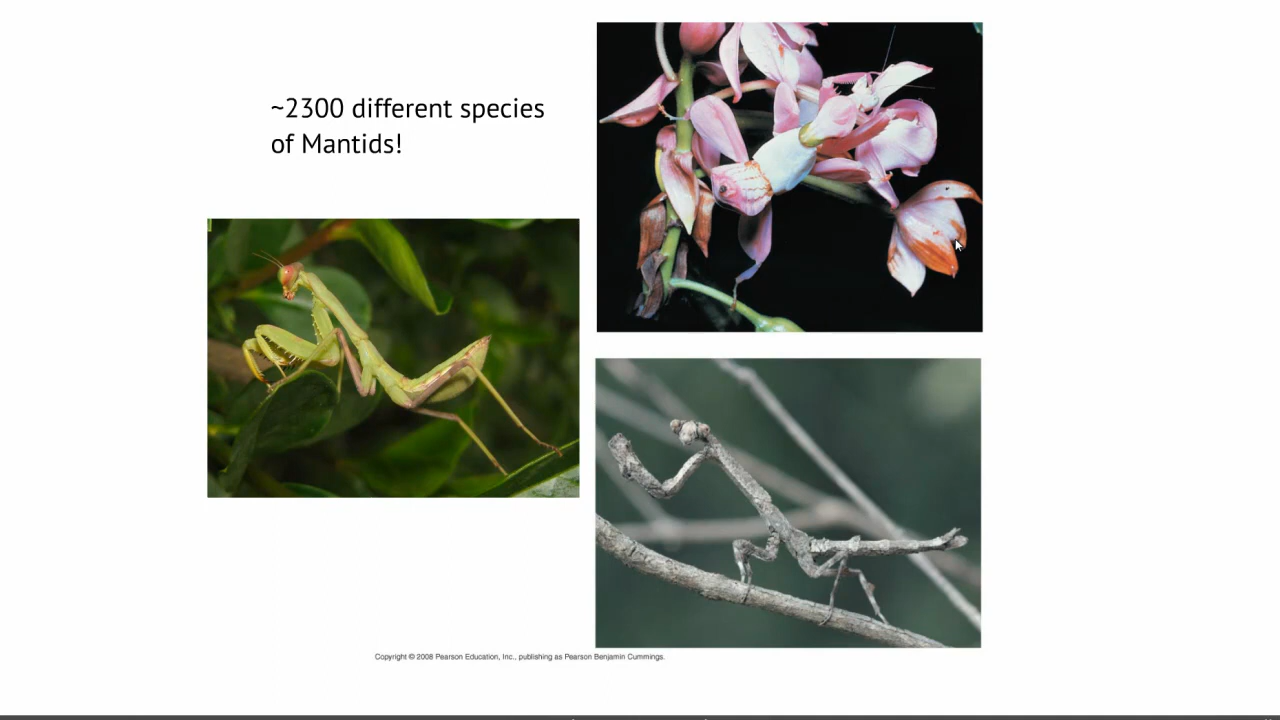 ~2300 different species
of Mantids!
Copyright © 2008 Pearson Education, Inc., publishing as Pearson Benjamin Cummings.